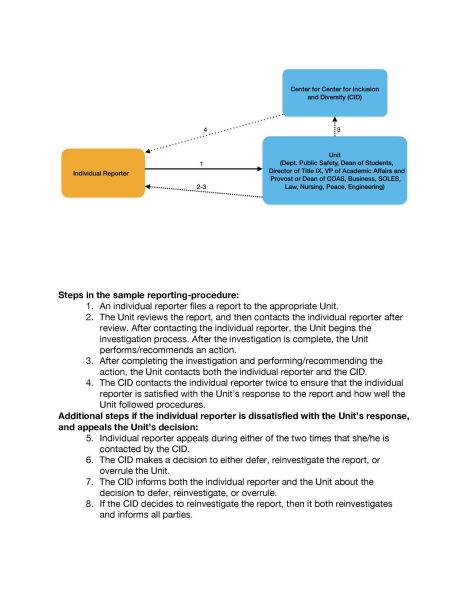 Center for Center for Inclusion
and Diversity (CID)
4
3
1
Individual Reporter
Unit
(Dept. Public Safety, Dean of Students,
Director of Title IX, VP of Academic Affairs and
Provost or Dean of COAS, Business, SOLES,
Law, Nursing, Peace, Engineering)
2-3
Steps in the sample reporting-procedure:
1. An individual reporter files a report to the appropriate Unit.
2. The Unit reviews the report, and then contacts the individual reporter after
review. After contacting the individual reporter, the Unit begins the
investigation process. After the investigation is complete, the Unit
performs/recommends an action.
3. After completing the investigation and performing/recommending the
action, the Unit contacts both the individual reporter and the CID.
4. The CID contacts the individual reporter twice to ensure that the individual
reporter is satisfied with the Unit's response to the report and how well the
Unit followed procedures.
Additional steps if the individual reporter is dissatisfied with the Unit's response,
and appeals the Unit's decision:
5. Individual reporter appeals during either of the two times that she/he is
contacted by the CID.
6. The CID makes a decision to either defer, reinvestigate the report, or
overrule the Unit.
7. The CID informs both the individual reporter and the Unit about the
decision to defer, reinvestigate, or overrule.
8. If the CID decides to reinvestigate the report, then it both reinvestigates
and informs all parties.